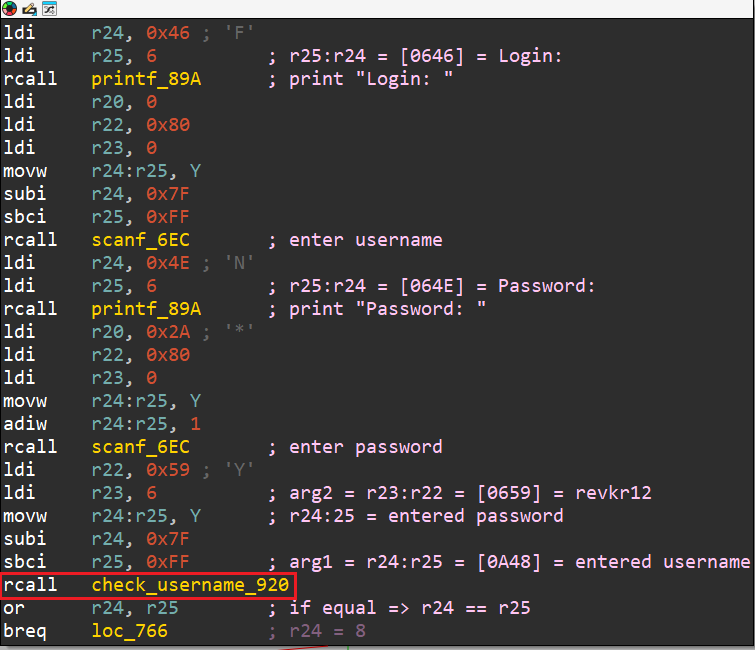 ldi r24, 0x46 ; 'F'
ldi r25, 6 ; r25:r24 = [0646] = Login:
rcall printf_89A ; print "Login: "
ldi r20, 0
ldi r22, 0x80
ldi r23, 0
movw r24:r25, Y
subi r24, 0x7F
sbci r25, 0xFF
rcall scanf_6EC ; enter username
ldi r24, 0x4E ; 'N'
ldi r25, 6 ; r25:r24 = [064E] = Password:
rcall printf_89A ; print "Password: "
ldi r20, 0x2A ; '*'
ldi r22, 0x80
ldi r23, 0
movw r24:r25, Y
adiw r24:r25, 1
rcall scanf_6EC ; enter password
ldi r22, 0x59 ; 'Y'
ldi r23, 6 ; arg2 = r23:r22 = [0659] = revkr12
movw r24:r25, Y ; r24:25 = entered password
subi r24, 0x7F
sbci r25, 0xFF ; arg1 = r24:r25 = [0A48] = entered username
rcall check_username_920
or r24, r25 ; if equal => r24 == r25
breq loc_766 ; r24 = 8